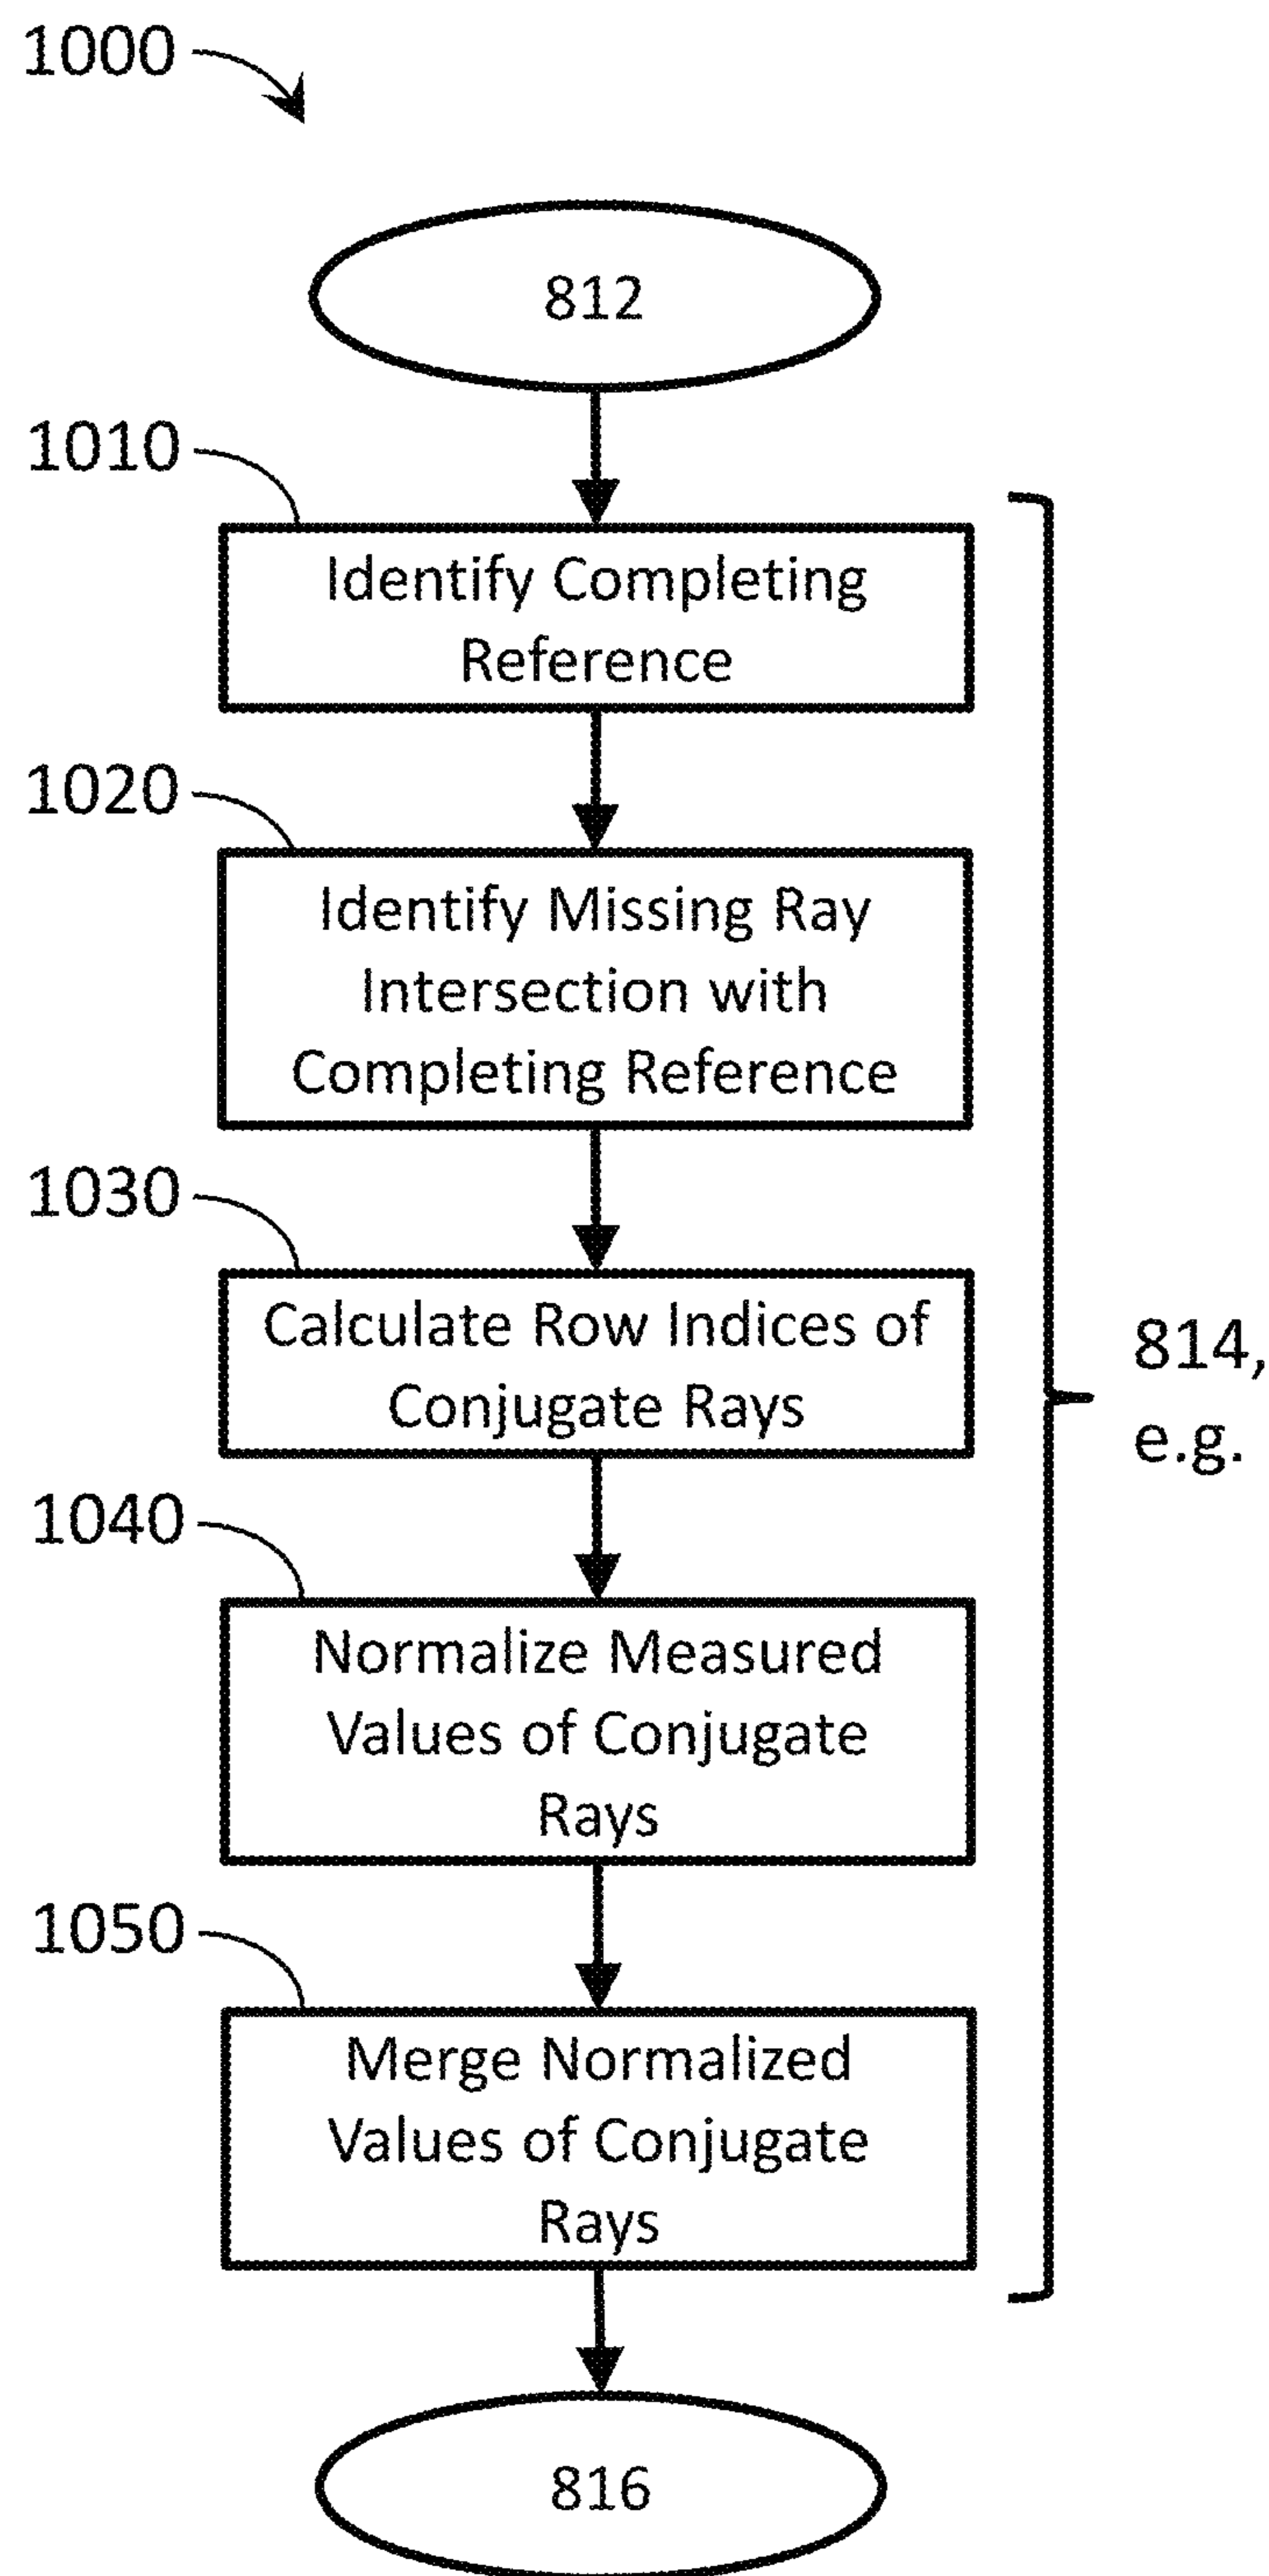 1000
812
1010
Identify Completing
Reference
1020
Identify Missing Ray
Intersection with
Completing Reference
1030
Calculate Row Indices of
Conjugate Rays
814,
e.g.
1040
Normalize Measured
Values of Conjugate
Rays
1050
Merge Normalized
Values of Conjugate
Rays
816